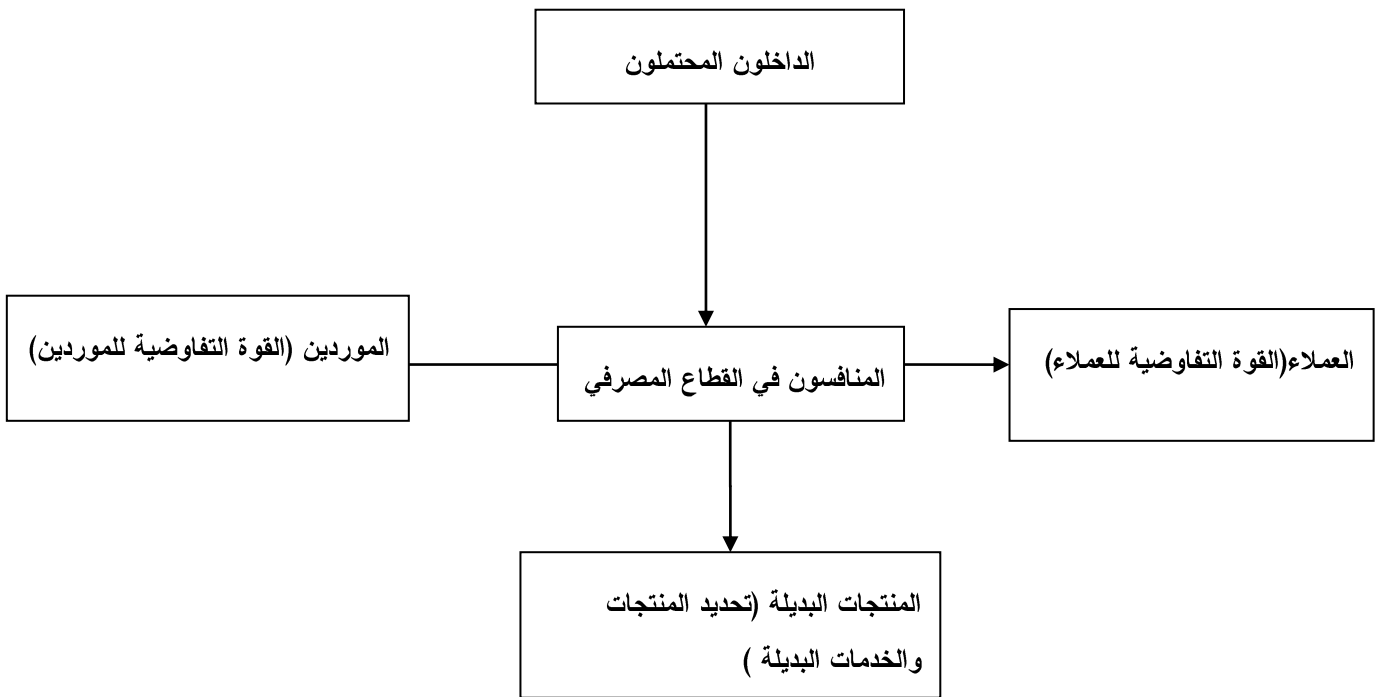 الداخلون المحتملون
العملاء(القوة التفاوضية للعملاء)
المنافسون في القطاع المصرفي
الموردين (القوة التفاوضية للموردين)
المنتجات البديلة (تحديد المنتجات
والخدمات البديلة )